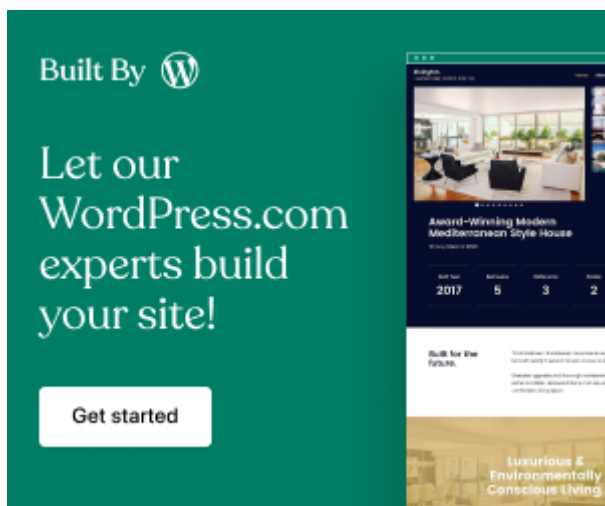 Built By
Let our
WordPress.com
experts build
your site!
Get started
Award-Winning Modern
Mediterranean Style House
2017
5
3
2
Built for the
future.
Luxurious &
Environmentally
Conscious Living